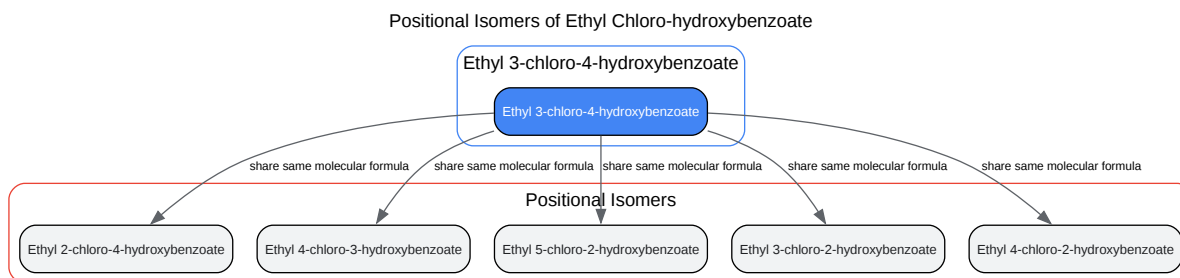 Positional Isomers of Ethyl Chloro-hydroxybenzoate
Ethyl 3-chloro-4-hydroxybenzoate
Ethyl 3-chloro-4-hydroxybenzoate
share same molecular formula
share same molecular formula
share same molecular formula
share same molecular formula
share same molecular formula
Positional Isomers
Ethyl 2-chloro-4-hydroxybenzoate
Ethyl 4-chloro-3-hydroxybenzoate
Ethyl 5-chloro-2-hydroxybenzoate
Ethyl 3-chloro-2-hydroxybenzoate
Ethyl 4-chloro-2-hydroxybenzoate